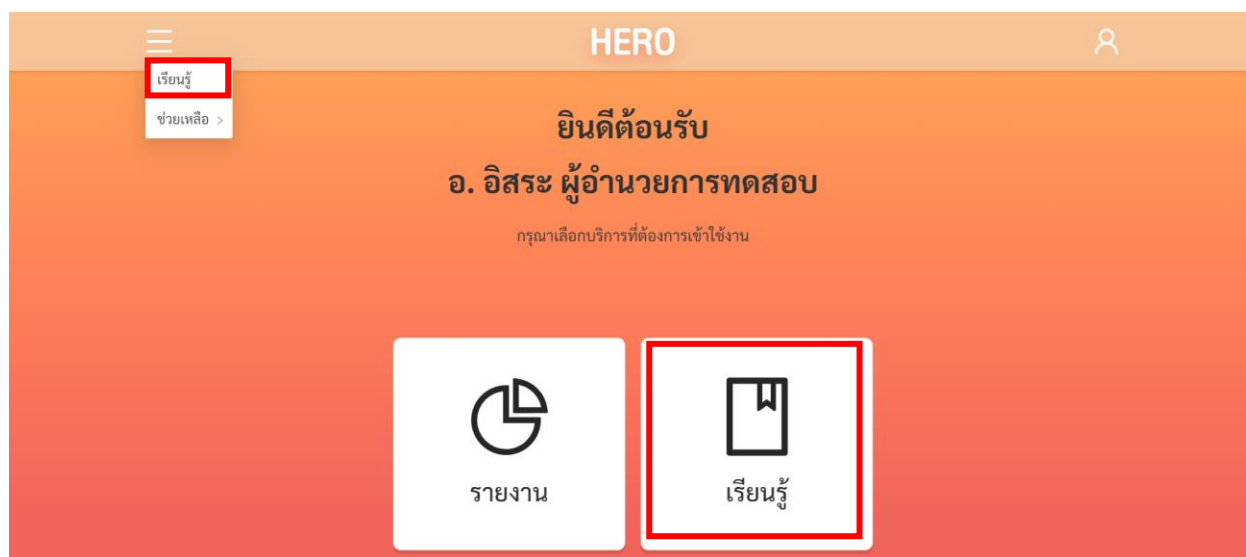 HERO
เรียนรู้
ช่วยเหลือ >
ยินดีต้อนรับ
อ. อิสระ ผู้อำนวยการทดสอบ
กรุณาเลือกบริการที่ต้องการเข้าใช้งาน
รายงาน
เรียนรู้